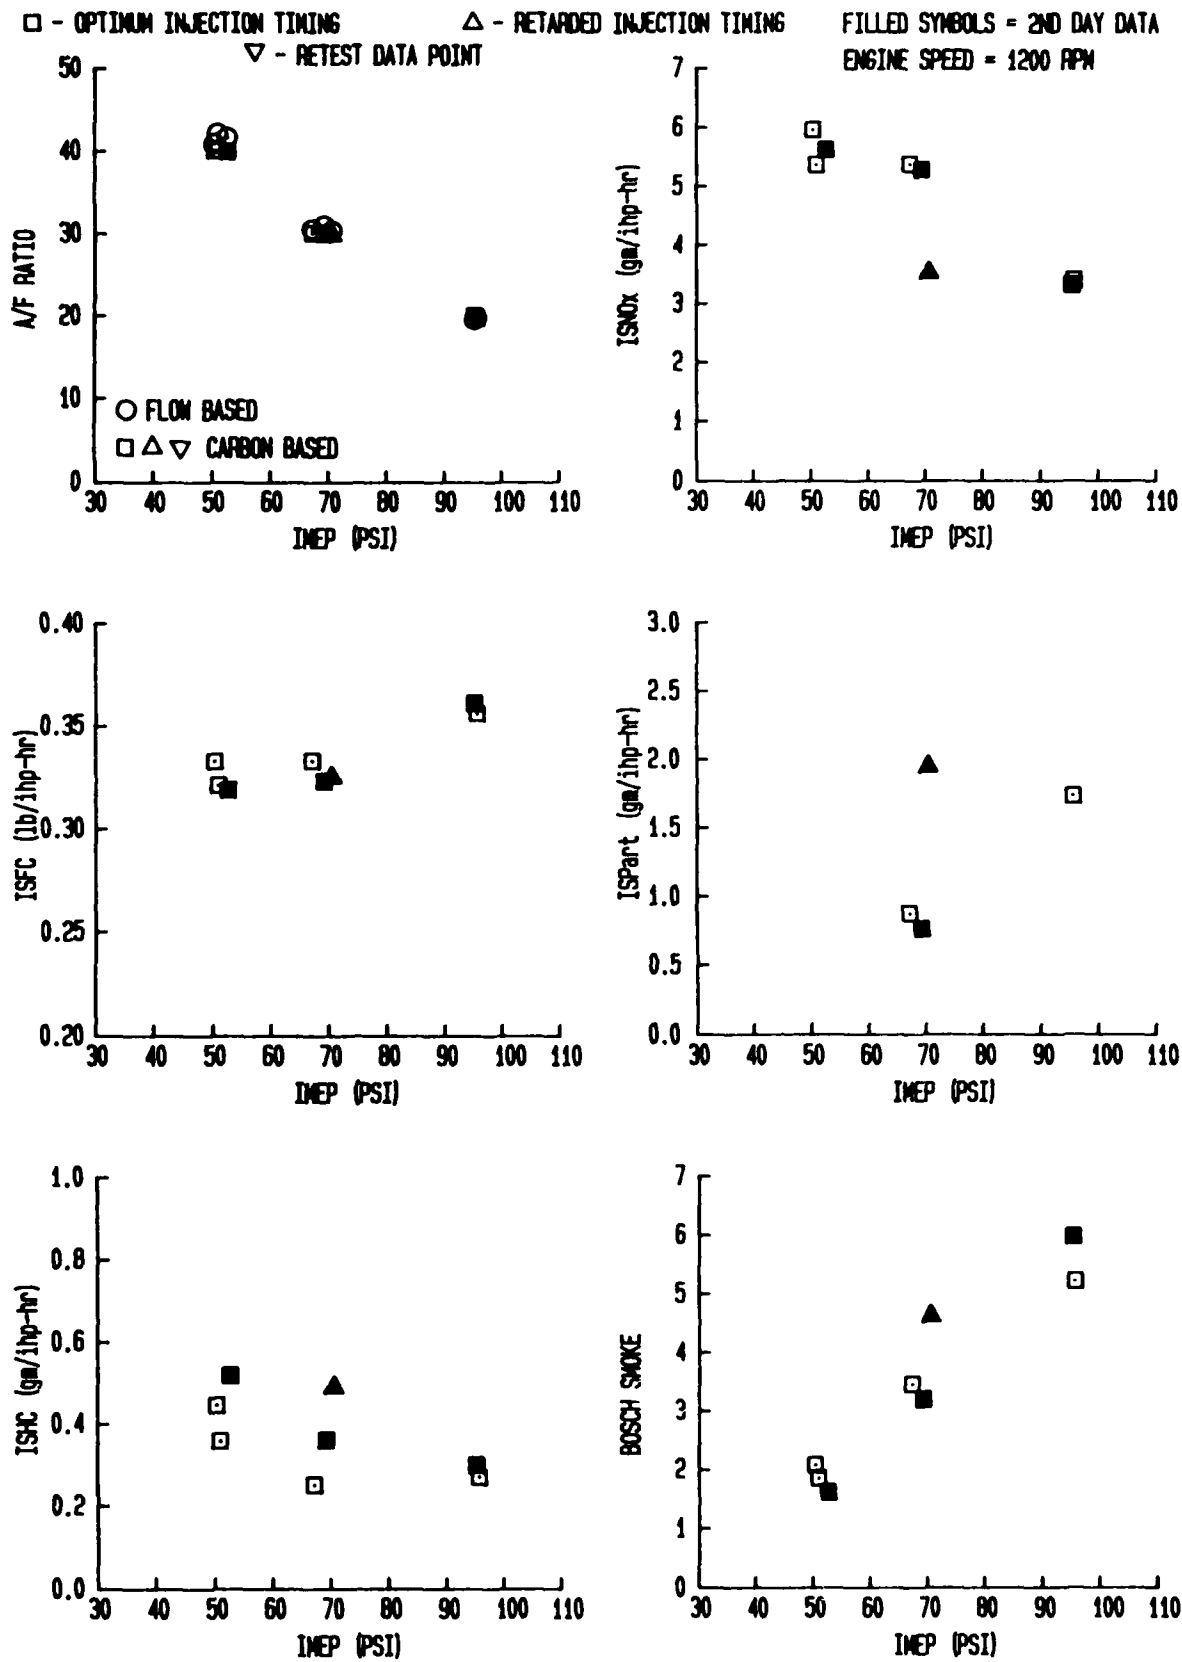 □ - OPTIMUM INJECTION TIMING △ - RETARDED INJECTION TIMING FILLED SYMBOLS = 2ND DAY DATA
▽ - RETEST DATA POINT ENGINE SPEED = 1200 RPM
50
40
30
20
10
0
A/F RATIO
○ FLOW BASED
□ △ ▽ CARBON BASED
30 40 50 60 70 80 90 100 110
IMEP (PSI)
7
6
5
4
3
2
1
0
ISNOx (gm/ihp-hr)
30 40 50 60 70 80 90 100 110
IMEP (PSI)
0.40
0.35
0.30
0.25
0.20
ISFC (lb/ihp-hr)
30 40 50 60 70 80 90 100 110
IMEP (PSI)
3.0
2.5
2.0
1.5
1.0
0.5
0.0
ISPart (gm/ihp-hr)
30 40 50 60 70 80 90 100 110
IMEP (PSI)
1.0
0.8
0.6
0.4
0.2
0.0
ISHC (gm/ihp-hr)
30 40 50 60 70 80 90 100 110
IMEP (PSI)
7
6
5
4
3
2
1
0
BOSCH SMOKE
30 40 50 60 70 80 90 100 110
IMEP (PSI)